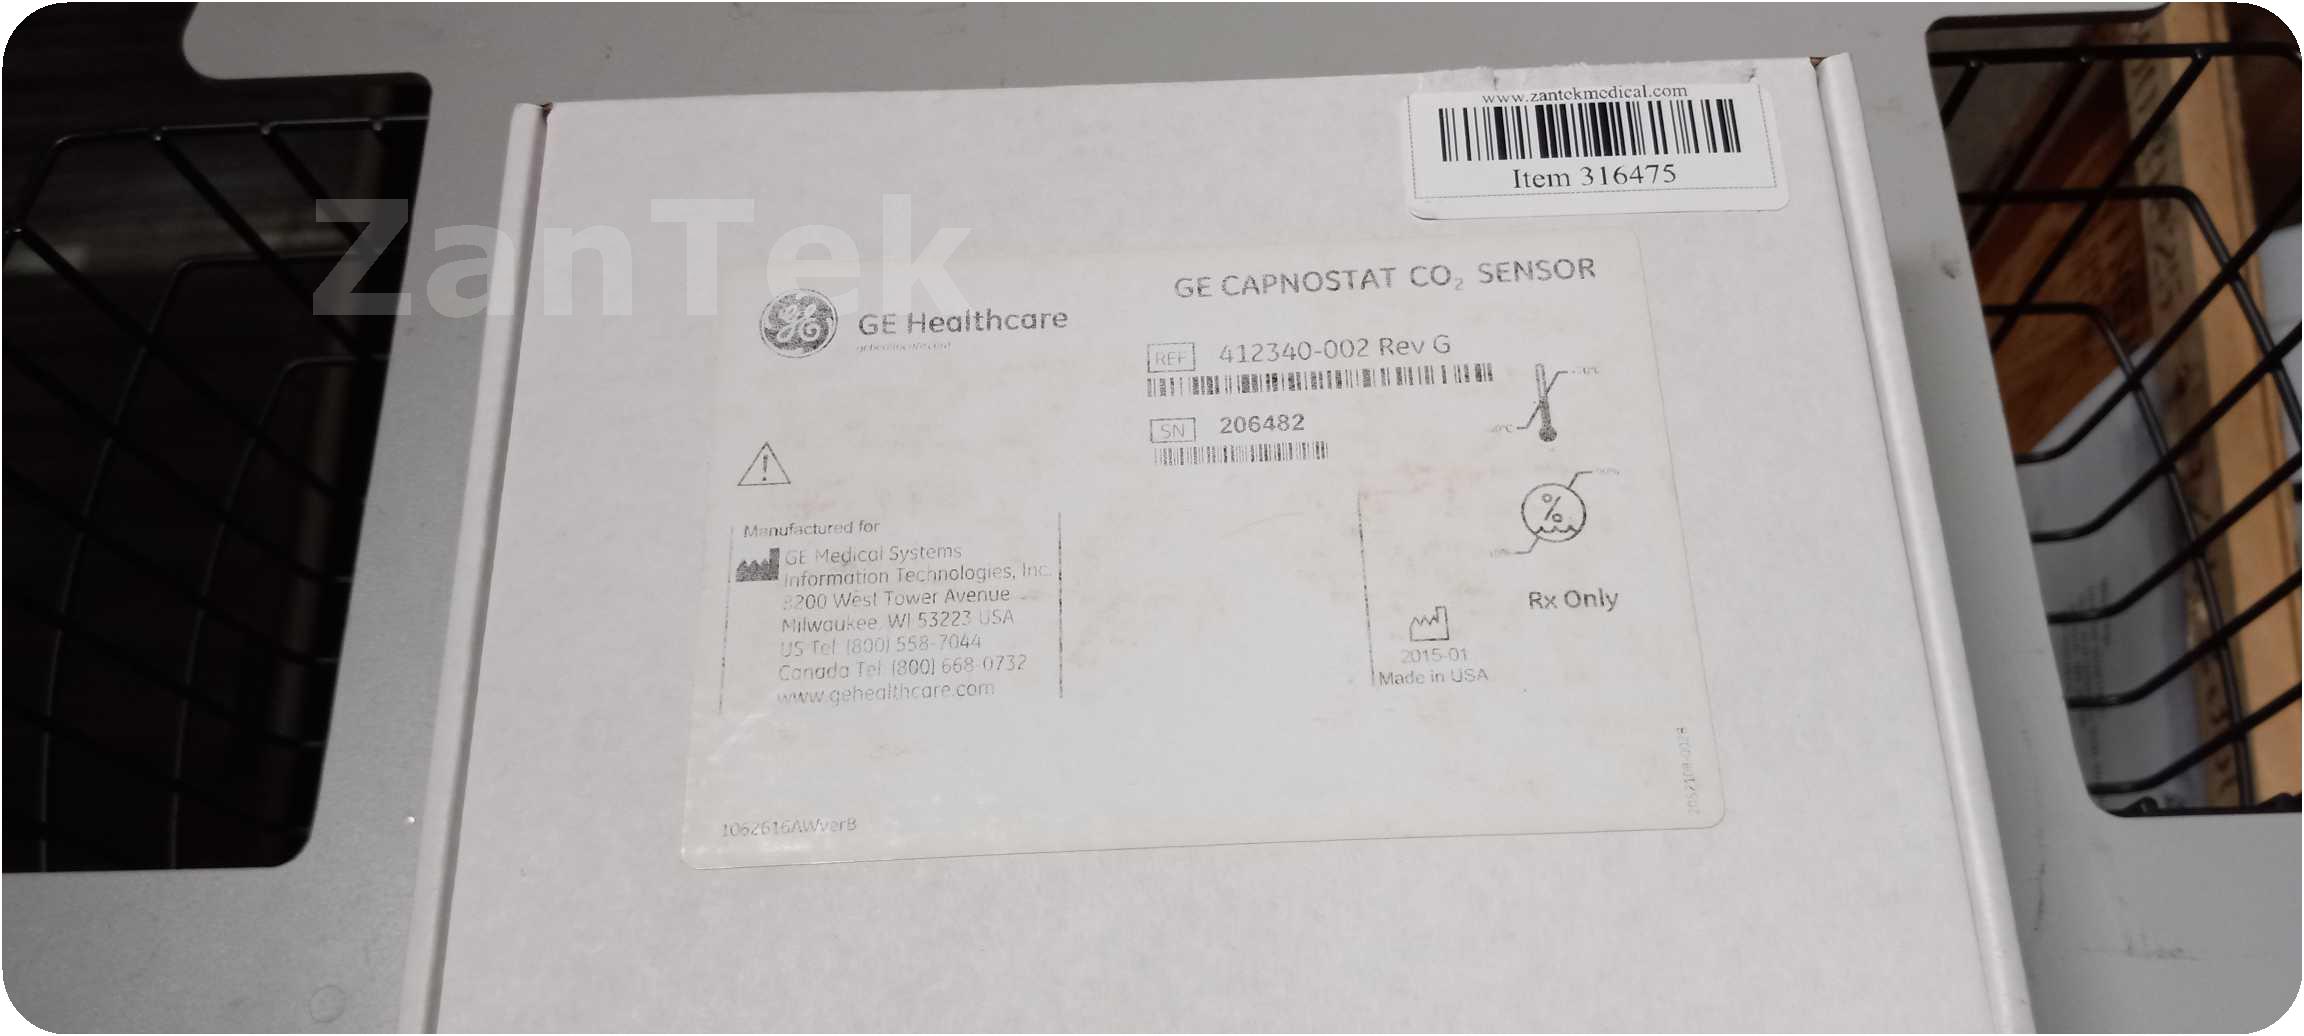 www.zantekmedical.com
Item 316475
ZanTek
GE CAPNOSTAT CO₂ SENSOR
GE Healthcare
REF 412340-002 Rev G
SN 206482
Manufactured for
GE Medical Systems
Information Technologies, Inc.
8200 West Tower Avenue
Milwaukee, WI 53223 USA
US Tel: (800) 558-7044
Canada Tel: (800) 668-0732
www.gehealthcare.com
%
Rx Only
2015-01
Made in USA
1062616AWverB